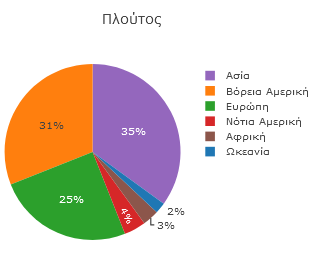 Πλούτος
35%
31%
25%
4%
3%
2%
Ασία
Βόρεια Αμερική
Ευρώπη
Νότια Αμερική
Αφρική
Ωκεανία